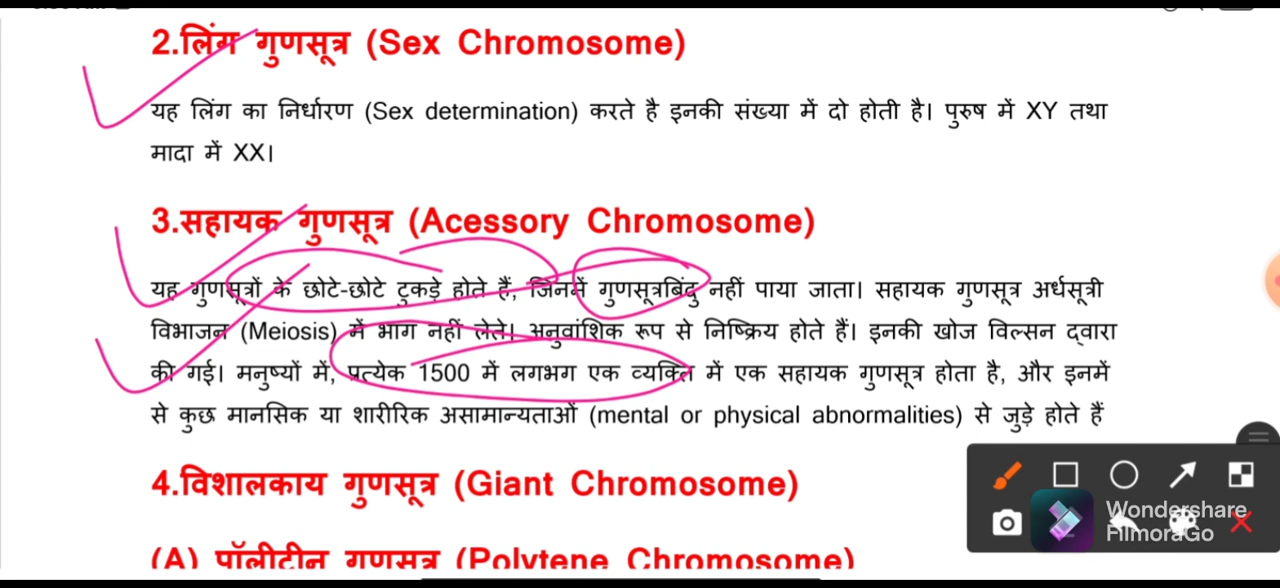 2.लिंग गुणसूत्र (Sex Chromosome)
यह लिंग का निर्धारण (Sex determination) करते है इनकी संख्या में दो होती है। पुरुष में XY तथा
मादा में XX।
3.सहायक गुणसूत्र (Acessory Chromosome)
यह गुणसूत्रों के छोटे-छोटे टुकड़े होते हैं, जिनमें गुणसूत्रबिंदु नहीं पाया जाता। सहायक गुणसूत्र अर्धसूत्री
विभाजन (Meiosis) में भाग नहीं लेते। अनुवांशिक रूप से निष्क्रिय होते हैं। इनकी खोज विल्सन द्वारा
की गई। मनुष्यों में, प्रत्येक 1500 में लगभग एक व्यक्ति में एक सहायक गुणसूत्र होता है, और इनमें
से कुछ मानसिक या शारीरिक असामान्यताओं (mental or physical abnormalities) से जुड़े होते हैं
4.विशालकाय गुणसूत्र (Giant Chromosome)
(A) पॉलीटीन गुणसूत्र (Polytene Chromosome)
Wondershare
FilmoraGo